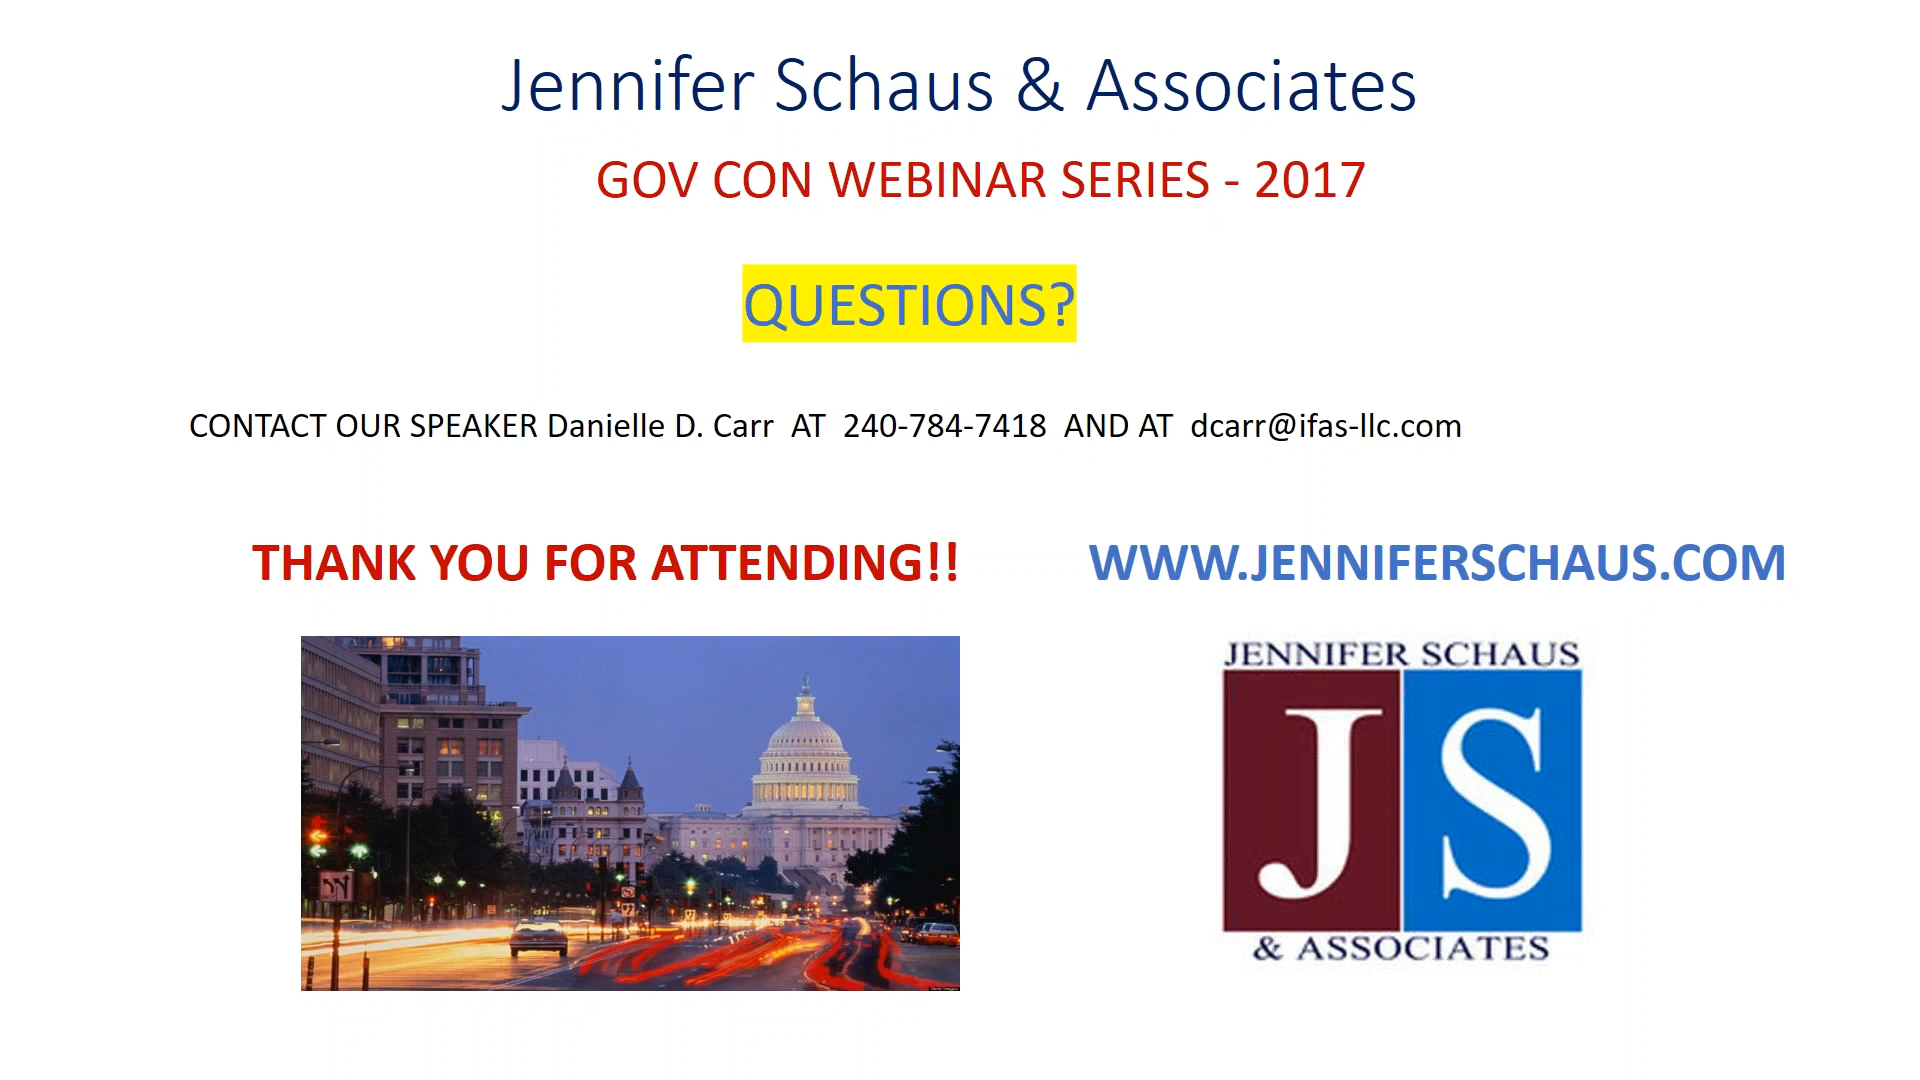 Jennifer Schaus & Associates
GOV CON WEBINAR SERIES - 2017
QUESTIONS?
CONTACT OUR SPEAKER Danielle D. Carr AT 240-784-7418 AND AT dcarr@ifas-llc.com
THANK YOU FOR ATTENDING!!
WWW.JENNIFERSCHAUS.COM
JENNIFER SCHAUS
JS
& ASSOCIATES